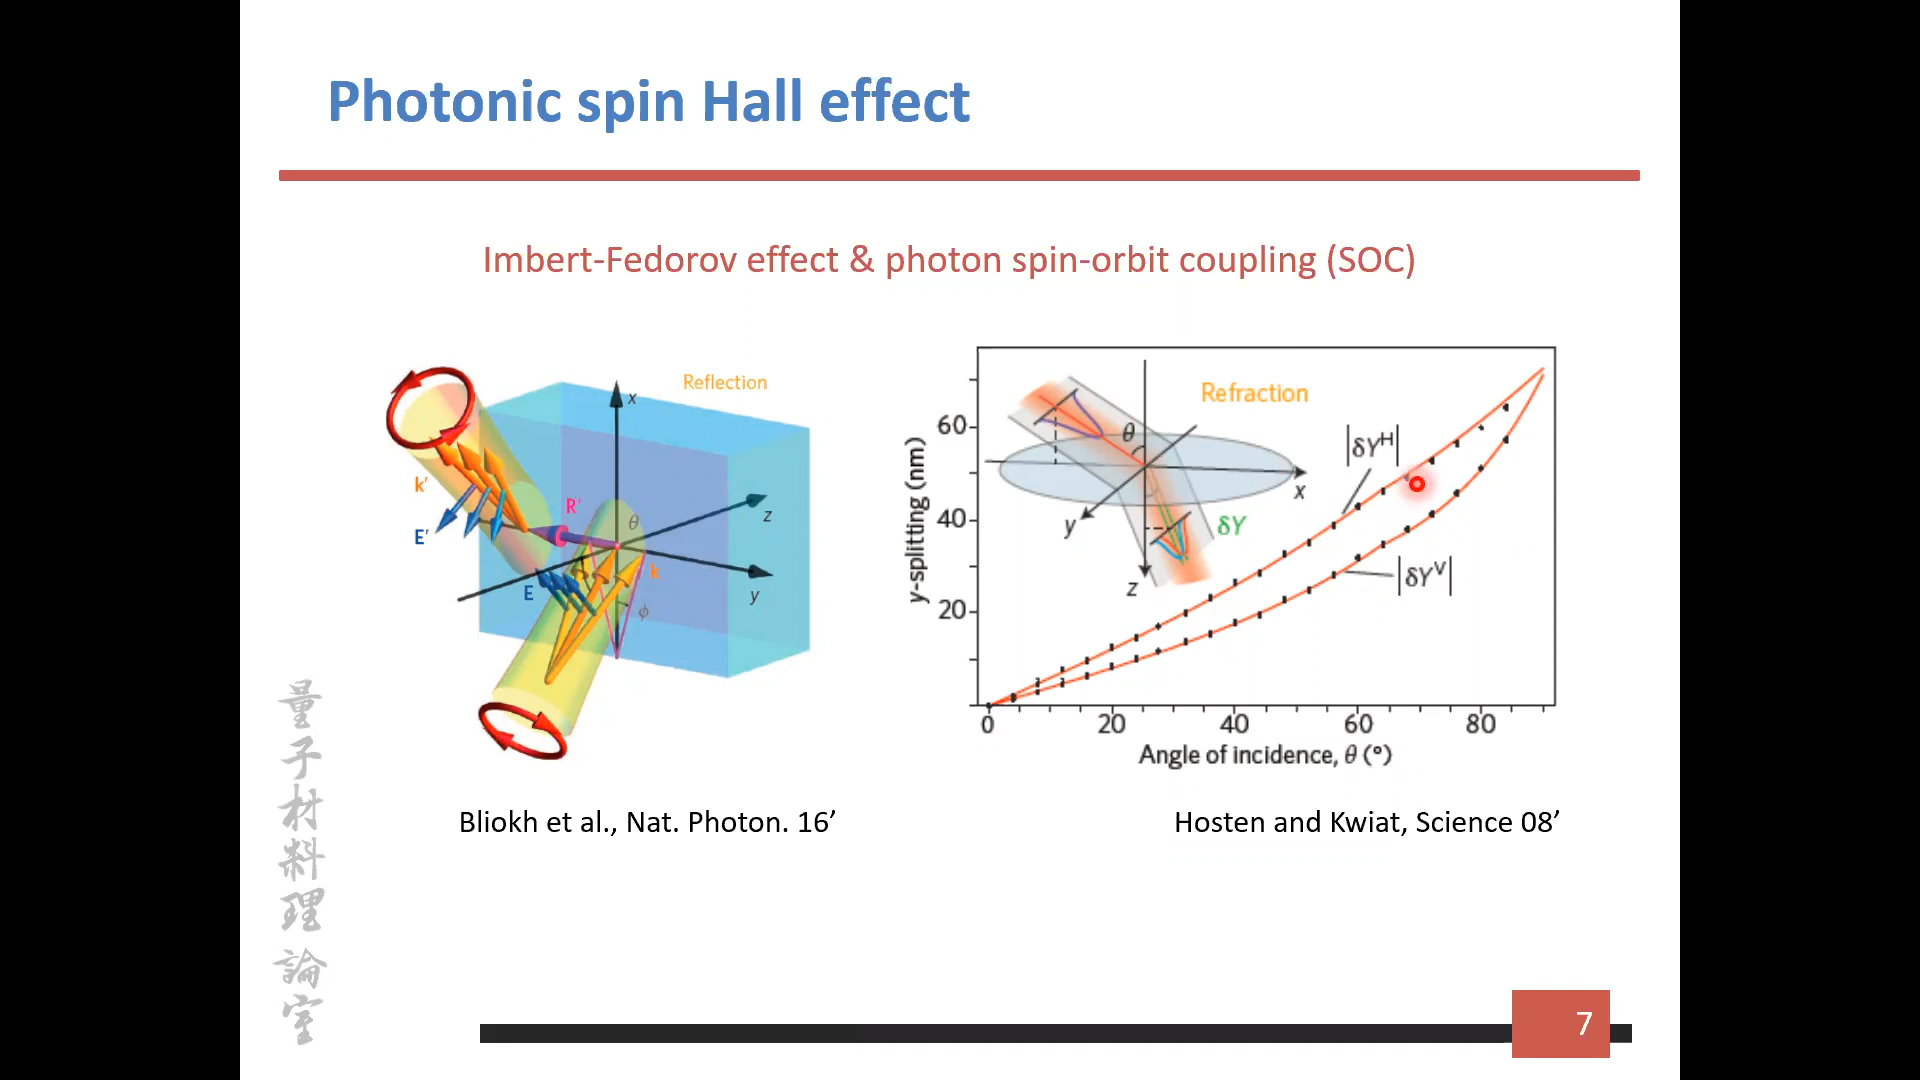 Photonic spin Hall effect
Imbert-Fedorov effect & photon spin-orbit coupling (SOC)
Reflection
x
z
y
k'
E'
R'
θ
E
k
ϕ
y-splitting (nm)
60
40
20
Refraction
θ
x
y
z
δY
|δYᴴ|
|δYⱽ|
0 20 40 60 80
Angle of incidence, θ (°)
Bliokh et al., Nat. Photon. 16’
Hosten and Kwiat, Science 08’
量子材料理論室
7